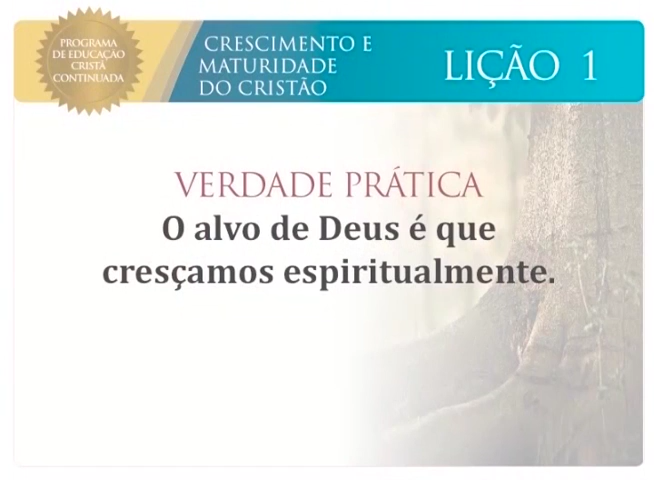 PROGRAMA
DE EDUCAÇÃO
CRISTÃ
CONTINUADA
CRESCIMENTO E
MATURIDADE
DO CRISTÃO
LIÇÃO 1
VERDADE PRÁTICA
O alvo de Deus é que
cresçamos espiritualmente.